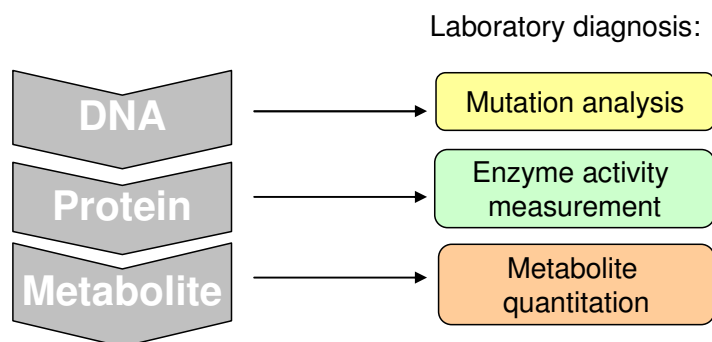 Laboratory diagnosis:
DNA
Mutation analysis
Protein
Enzyme activity
measurement
Metabolite
Metabolite
quantitation